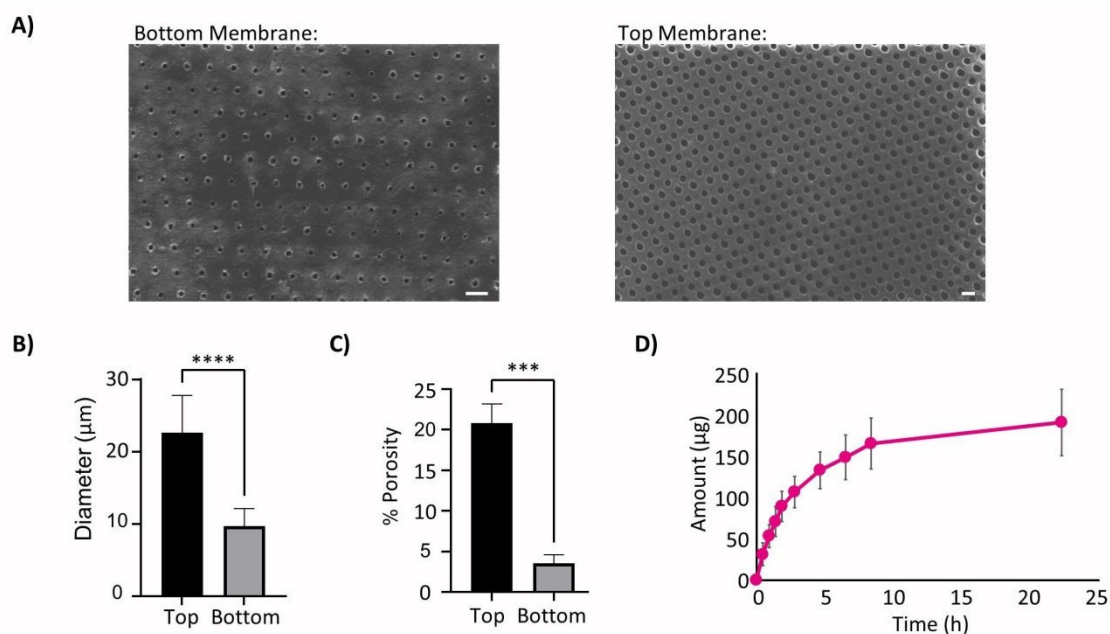 A)
Bottom Membrane:
Top Membrane:
B)
****
30
20
10
0
Diameter (µm)
Top
Bottom
C)
***
25
20
15
10
5
0
% Porosity
Top
Bottom
D)
250
200
150
100
50
0
Amount (µg)
0
5
10
15
20
25
Time (h)